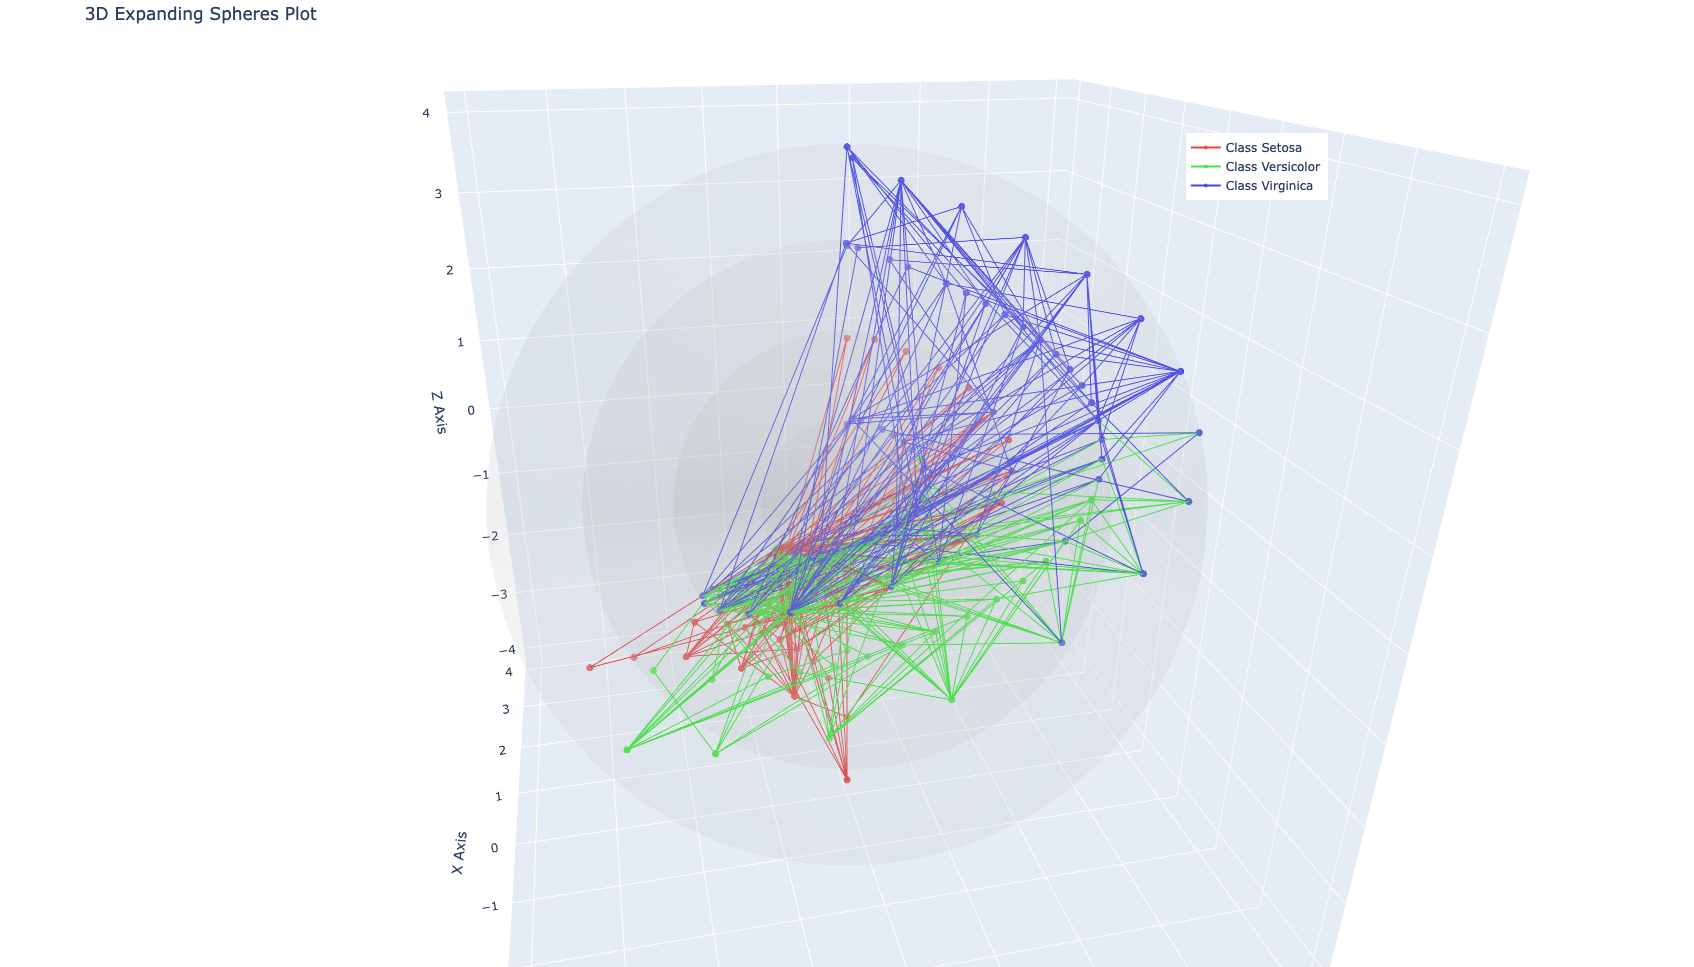 3D Expanding Spheres Plot
Class Setosa
Class Versicolor
Class Virginica
4
3
2
1
0
−1
−2
−3
−4
Z Axis
4
3
2
1
0
−1
X Axis